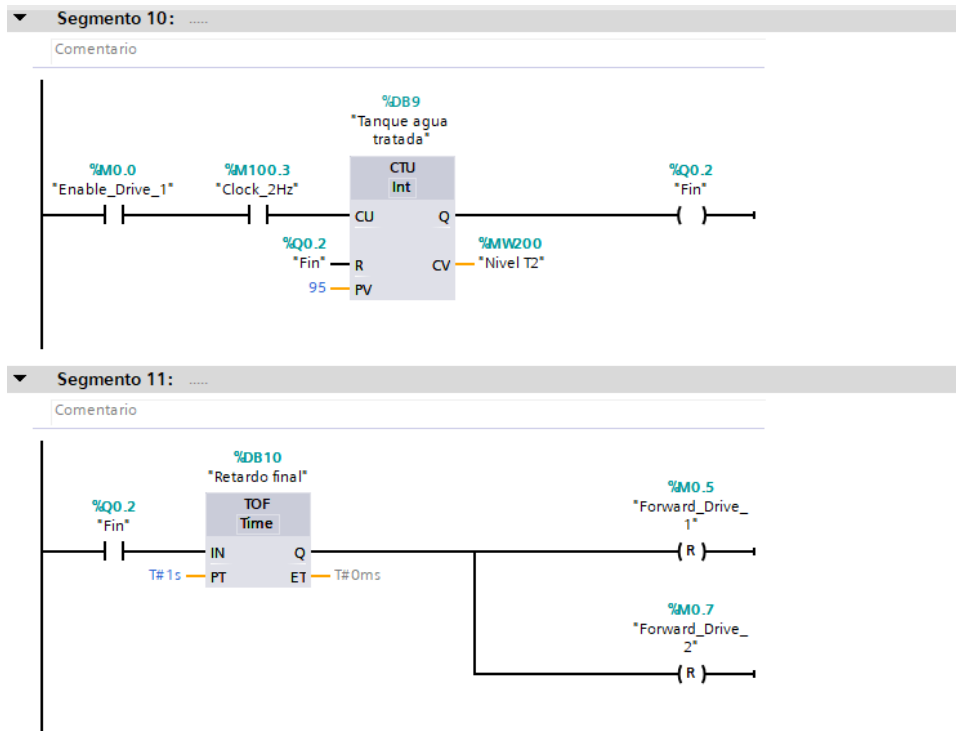 Segmento 10: .....
Comentario
%DB9
"Tanque agua
tratada"
%M0.0
"Enable_Drive_1"
%M100.3
"Clock_2Hz"
CTU
Int
%Q0.2
"Fin"
CU
Q
%Q0.2
"Fin"
R
CV
%MW200
"Nivel T2"
95
PV
Segmento 11: .....
Comentario
%DB10
"Retardo final"
%Q0.2
"Fin"
TOF
Time
%M0.5
"Forward_Drive_
1"
IN
Q
R
T#1s
PT
ET
T#0ms
%M0.7
"Forward_Drive_
2"
R